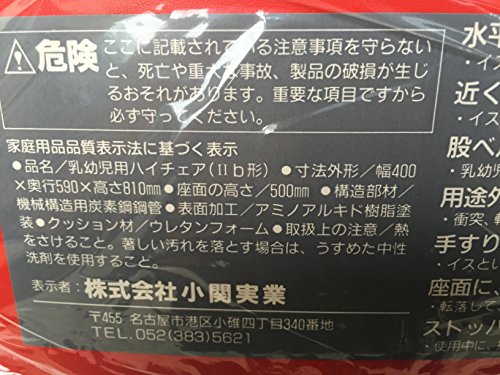 危険
ここに記載されている注意事項を守らない
と、死亡や重大な事故、製品の破損が生じ
るおそれがあります。重要な項目ですから
必ず守ってください。
家庭用品品質表示法に基づく表示
●品名/乳幼児用ハイチェア(IIb形)●寸法外形/幅400
×奥行590×高さ810mm●座面の高さ/500mm●構造部材/
機械構造用炭素鋼鋼管●表面加工/アミノアルキド樹脂塗
装●クッション材/ウレタンフォーム●取扱上の注意/熱
をさけること。著しい汚れを落とす場合は、うすめた中性
洗剤を使用すること。
表示者: 株式会社小関実業
〒455 名古屋市港区小碓四丁目340番地
TEL.052(383)5621
水平
・イス
近く
・イス
股ベル
・乳幼
用途外
・衝突、転
手すり
・イスとい
座面に、
・転落して
ストッパ
・使用中に、